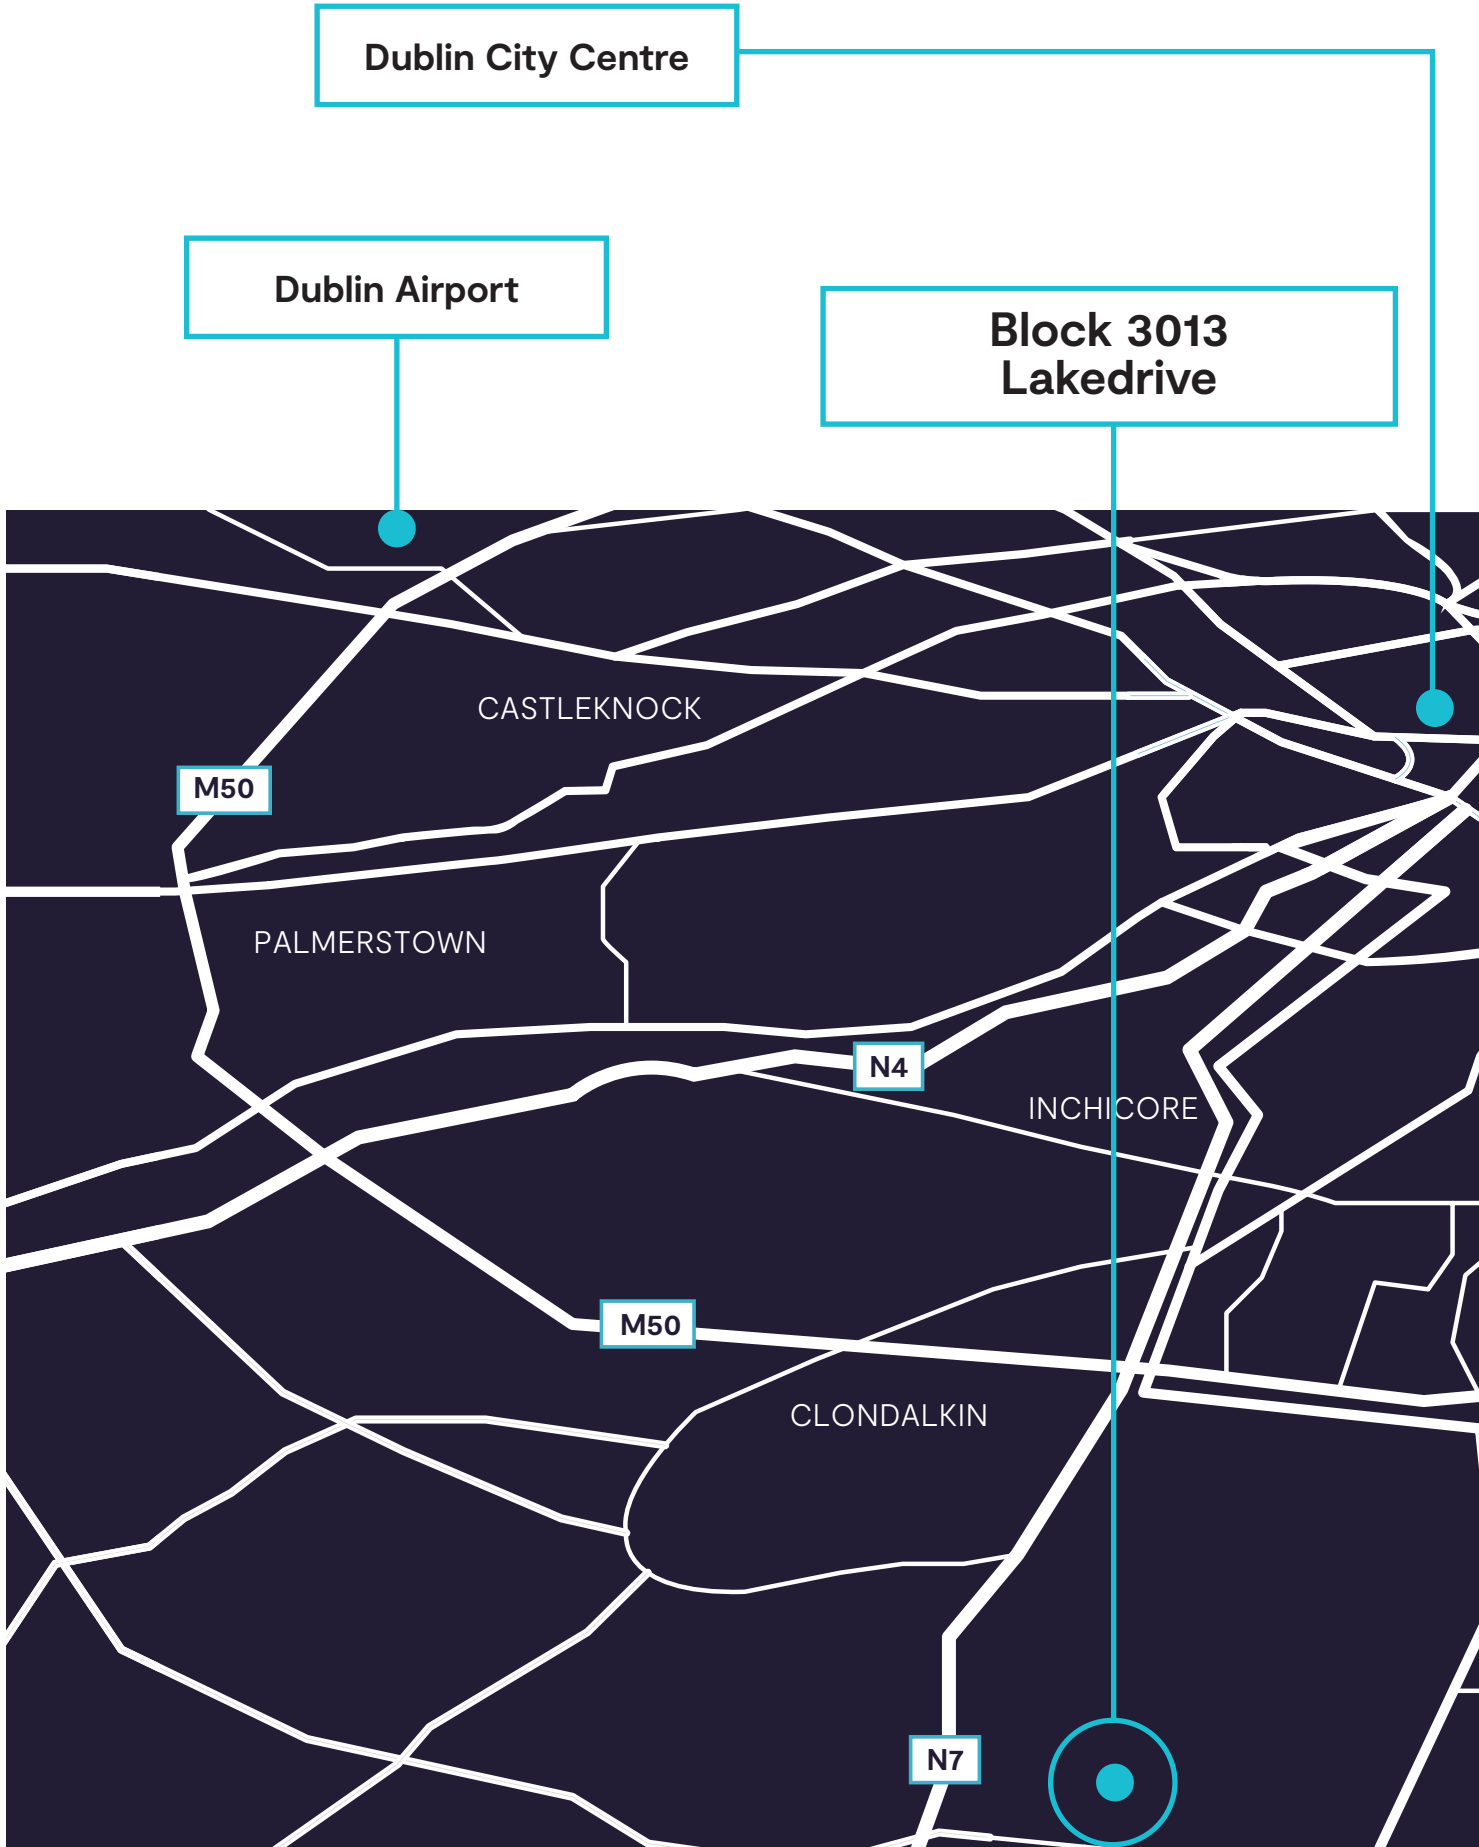 Dublin City Centre
Dublin Airport
Block 3013
Lakedrive
CASTLEKNOCK
M50
PALMERSTOWN
N4
INCHICORE
M50
CLONDALKIN
N7